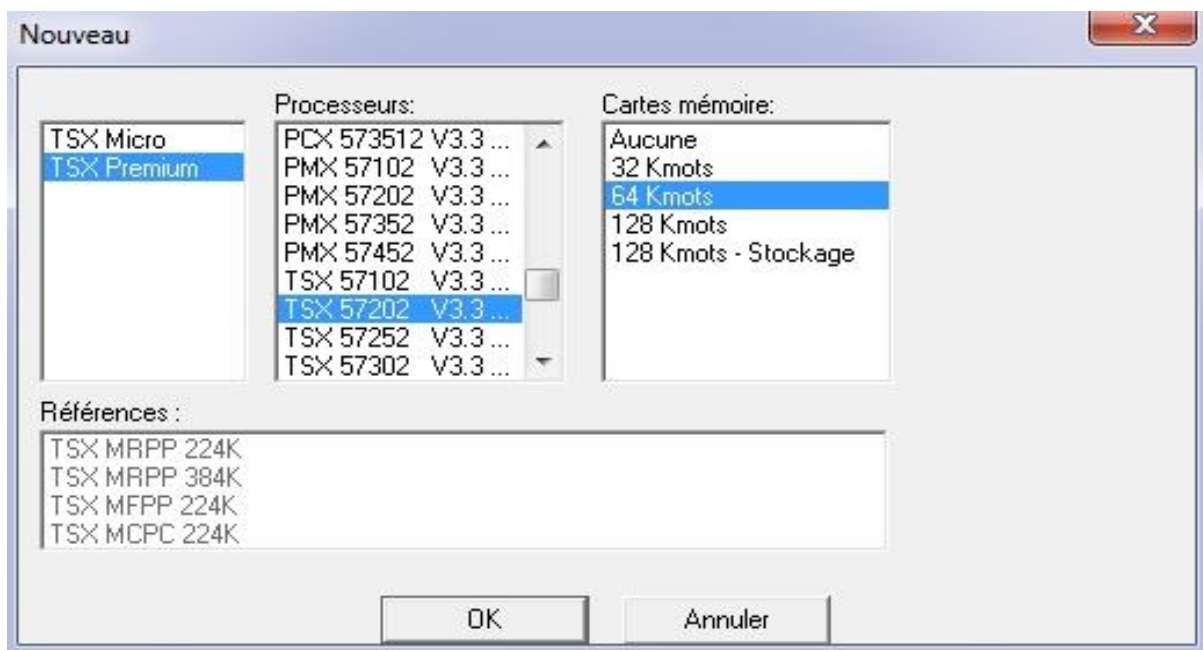 Nouveau
Processeurs:
Cartes mémoire:
TSX Micro
TSX Premium
PCX 573512 V3.3 ...
PMX 57102 V3.3 ...
PMX 57202 V3.3 ...
PMX 57352 V3.3 ...
PMX 57452 V3.3 ...
TSX 57102 V3.3 ...
TSX 57202 V3.3 ...
TSX 57252 V3.3 ...
TSX 57302 V3.3 ...
Aucune
32 Kmots
64 Kmots
128 Kmots
128 Kmots - Stockage
Références :
TSX MRPP 224K
TSX MRPP 384K
TSX MFPP 224K
TSX MCPC 224K
OK
Annuler